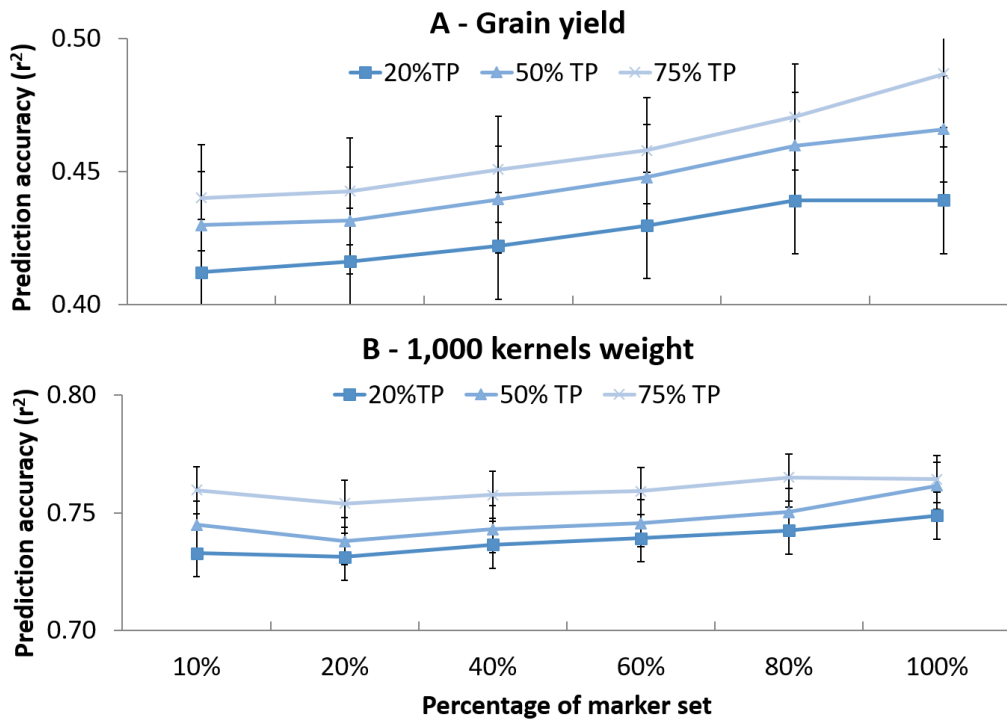 A - Grain yield
Prediction accuracy (r²)
0.50
0.45
0.40
20%TP 50% TP 75% TP
B - 1,000 kernels weight
Prediction accuracy (r²)
0.80
0.75
0.70
20%TP 50% TP 75% TP
10% 20% 40% 60% 80% 100%
Percentage of marker set